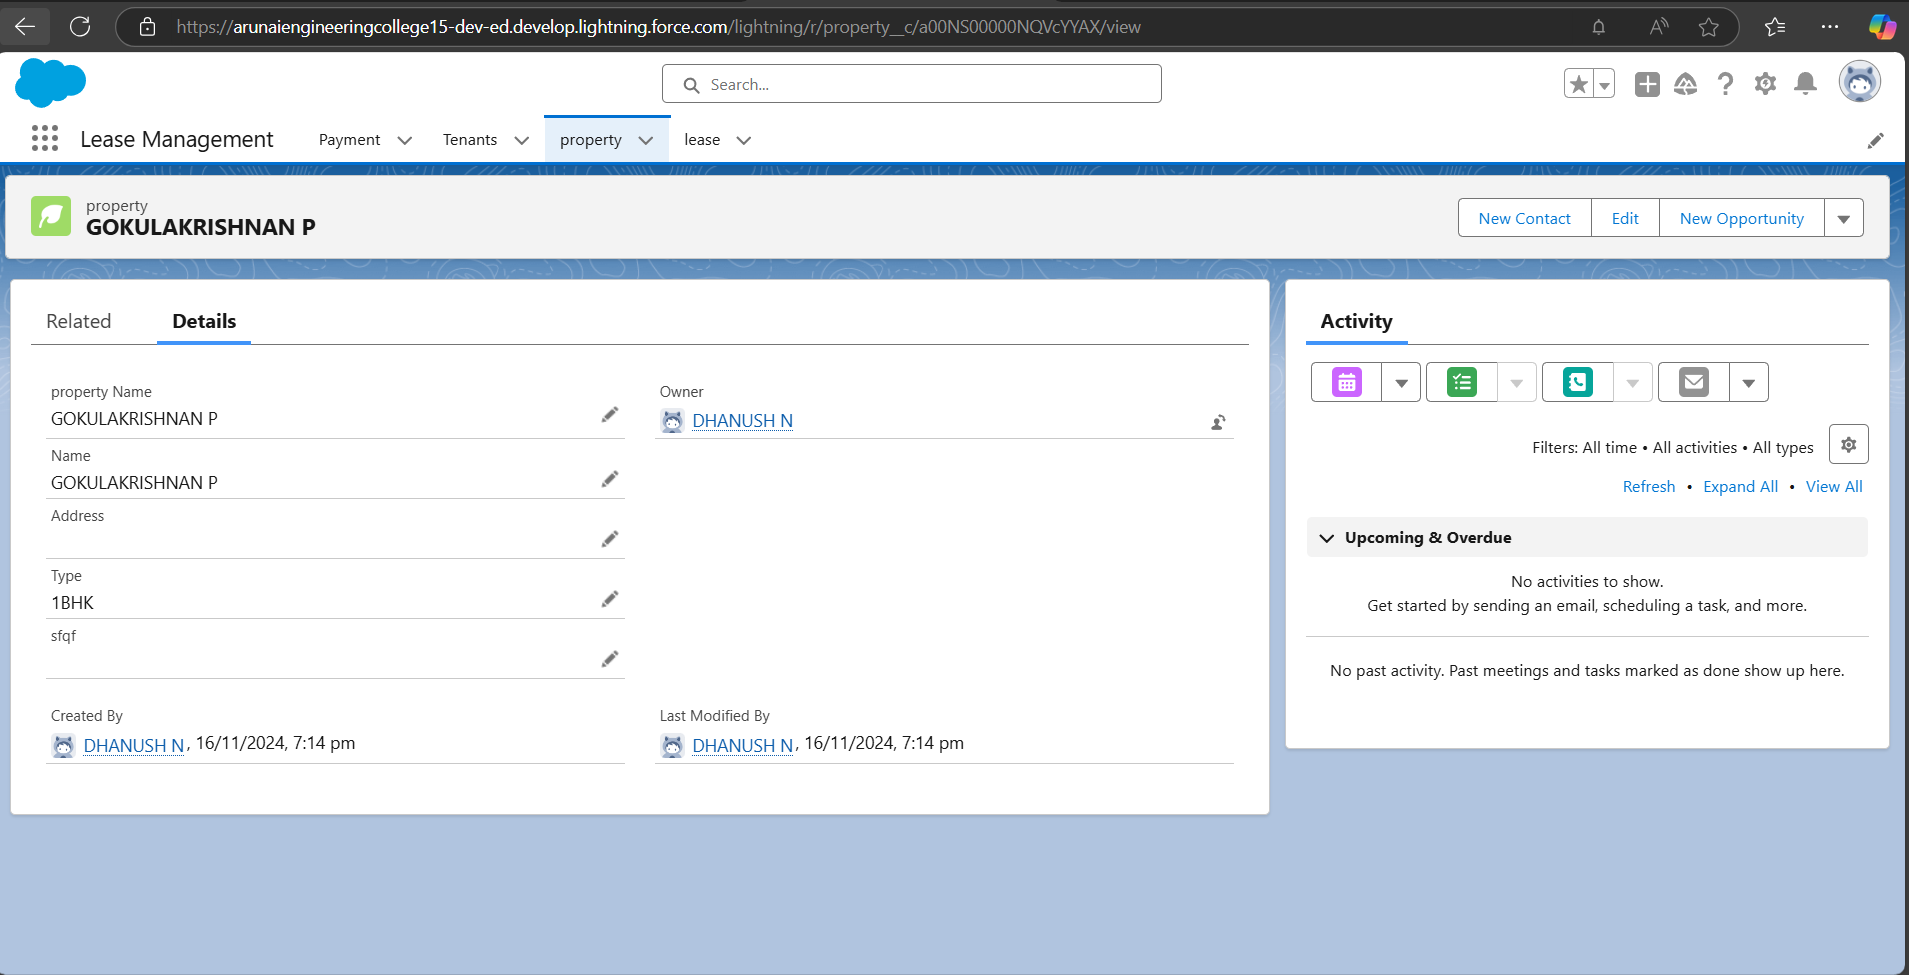 https://arunaiengineeringcollege15-dev-ed.develop.lightning.force.com/lightning/r/property__c/a00NS00000NQVcYYAX/view
Search...
Lease Management
Payment
Tenants
property
lease
property
GOKULAKRISHNAN P
New Contact
Edit
New Opportunity
Related
Details
property Name
GOKULAKRISHNAN P
Name
GOKULAKRISHNAN P
Address
Type
1BHK
sfqf
Created By
DHANUSH N, 16/11/2024, 7:14 pm
Owner
DHANUSH N
Last Modified By
DHANUSH N, 16/11/2024, 7:14 pm
Activity
Filters: All time • All activities • All types
Refresh • Expand All • View All
Upcoming & Overdue
No activities to show.
Get started by sending an email, scheduling a task, and more.
No past activity. Past meetings and tasks marked as done show up here.